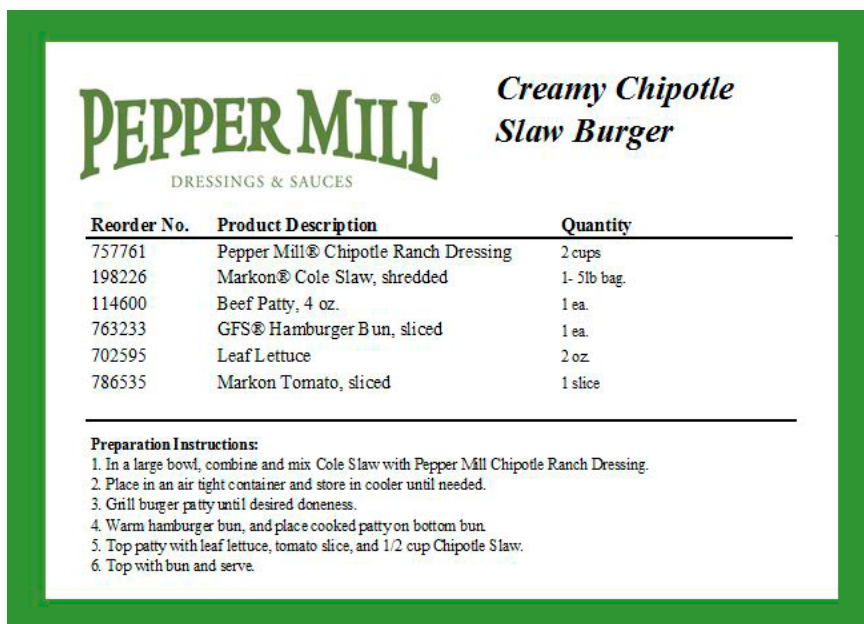 Creamy Chipotle
Slaw Burger
PEPPER MILL®
DRESSINGS & SAUCES
Reorder No. Product Description Quantity
757761 Pepper Mill® Chipotle Ranch Dressing 2 cups
198226 Markon® Cole Slaw, shredded 1- 5lb bag.
114600 Beef Patty, 4 oz. 1 ea.
763233 GFS® Hamburger Bun, sliced 1 ea.
702595 Leaf Lettuce 2 oz.
786535 Markon Tomato, sliced 1 slice
Preparation Instructions:
1. In a large bowl, combine and mix Cole Slaw with Pepper Mill Chipotle Ranch Dressing.
2. Place in an air tight container and store in cooler until needed.
3. Grill burger patty until desired doneness.
4. Warm hamburger bun, and place cooked patty on bottom bun.
5. Top patty with leaf lettuce, tomato slice, and 1/2 cup Chipotle Slaw.
6. Top with bun and serve.